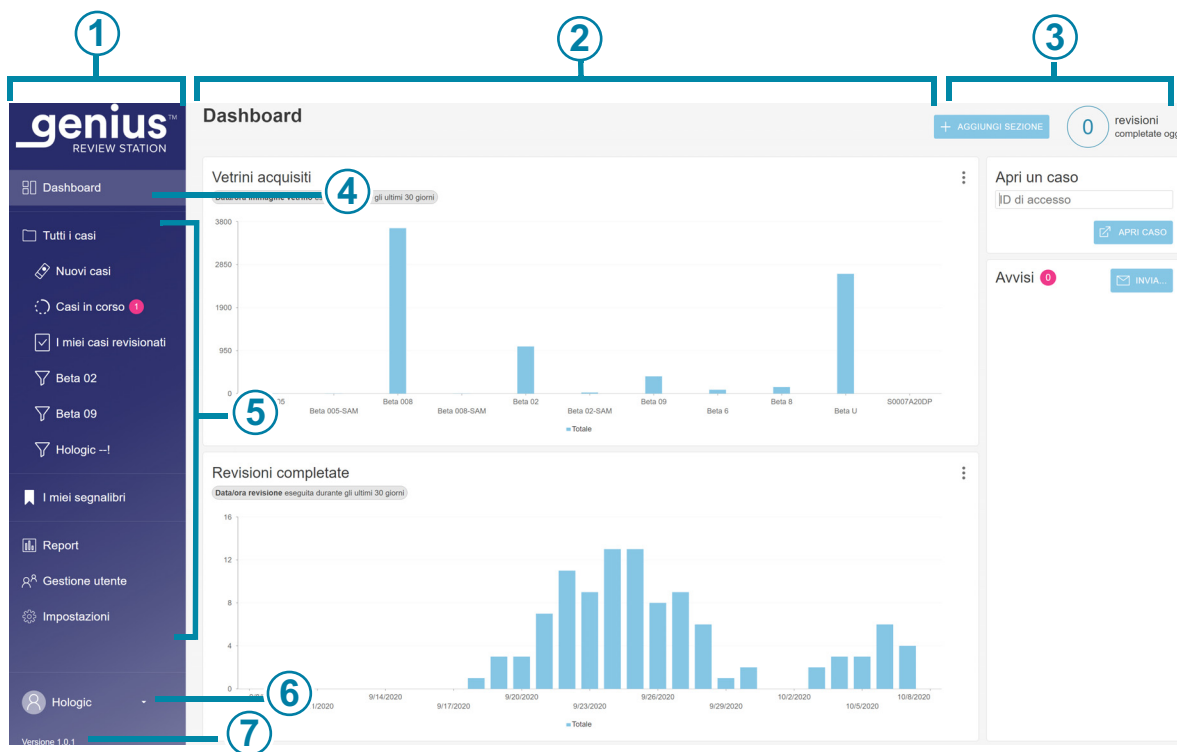 1
2
3
genius™
REVIEW STATION
Dashboard
4
Tutti i casi
Nuovi casi
Casi in corso 1
I miei casi revisionati
Beta 02
Beta 09
Hologic --!
5
I miei segnalibri
Report
Gestione utente
Impostazioni
Hologic
6
Versione 1.0.1
7
Dashboard
+ AGGIUNGI SEZIONE
0 revisioni
completate ogg
Vetrini acquisiti
Data/ora immagine vetrino es gli ultimi 30 giorni)
3800
2850
1900
950
0
Beta 005-SAM
Beta 008
Beta 008-SAM
Beta 02
Beta 02-SAM
Beta 09
Beta 6
Beta 8
Beta U
S0007A20DP
Totale
Revisioni completate
Data/ora revisione eseguita durante gli ultimi 30 giorni)
16
12
8
4
0
9/14/2020
9/17/2020
9/20/2020
9/23/2020
9/26/2020
9/29/2020
10/2/2020
10/5/2020
10/8/2020
Totale
Apri un caso
ID di accesso
APRI CASO
Avvisi 0
INVIA...